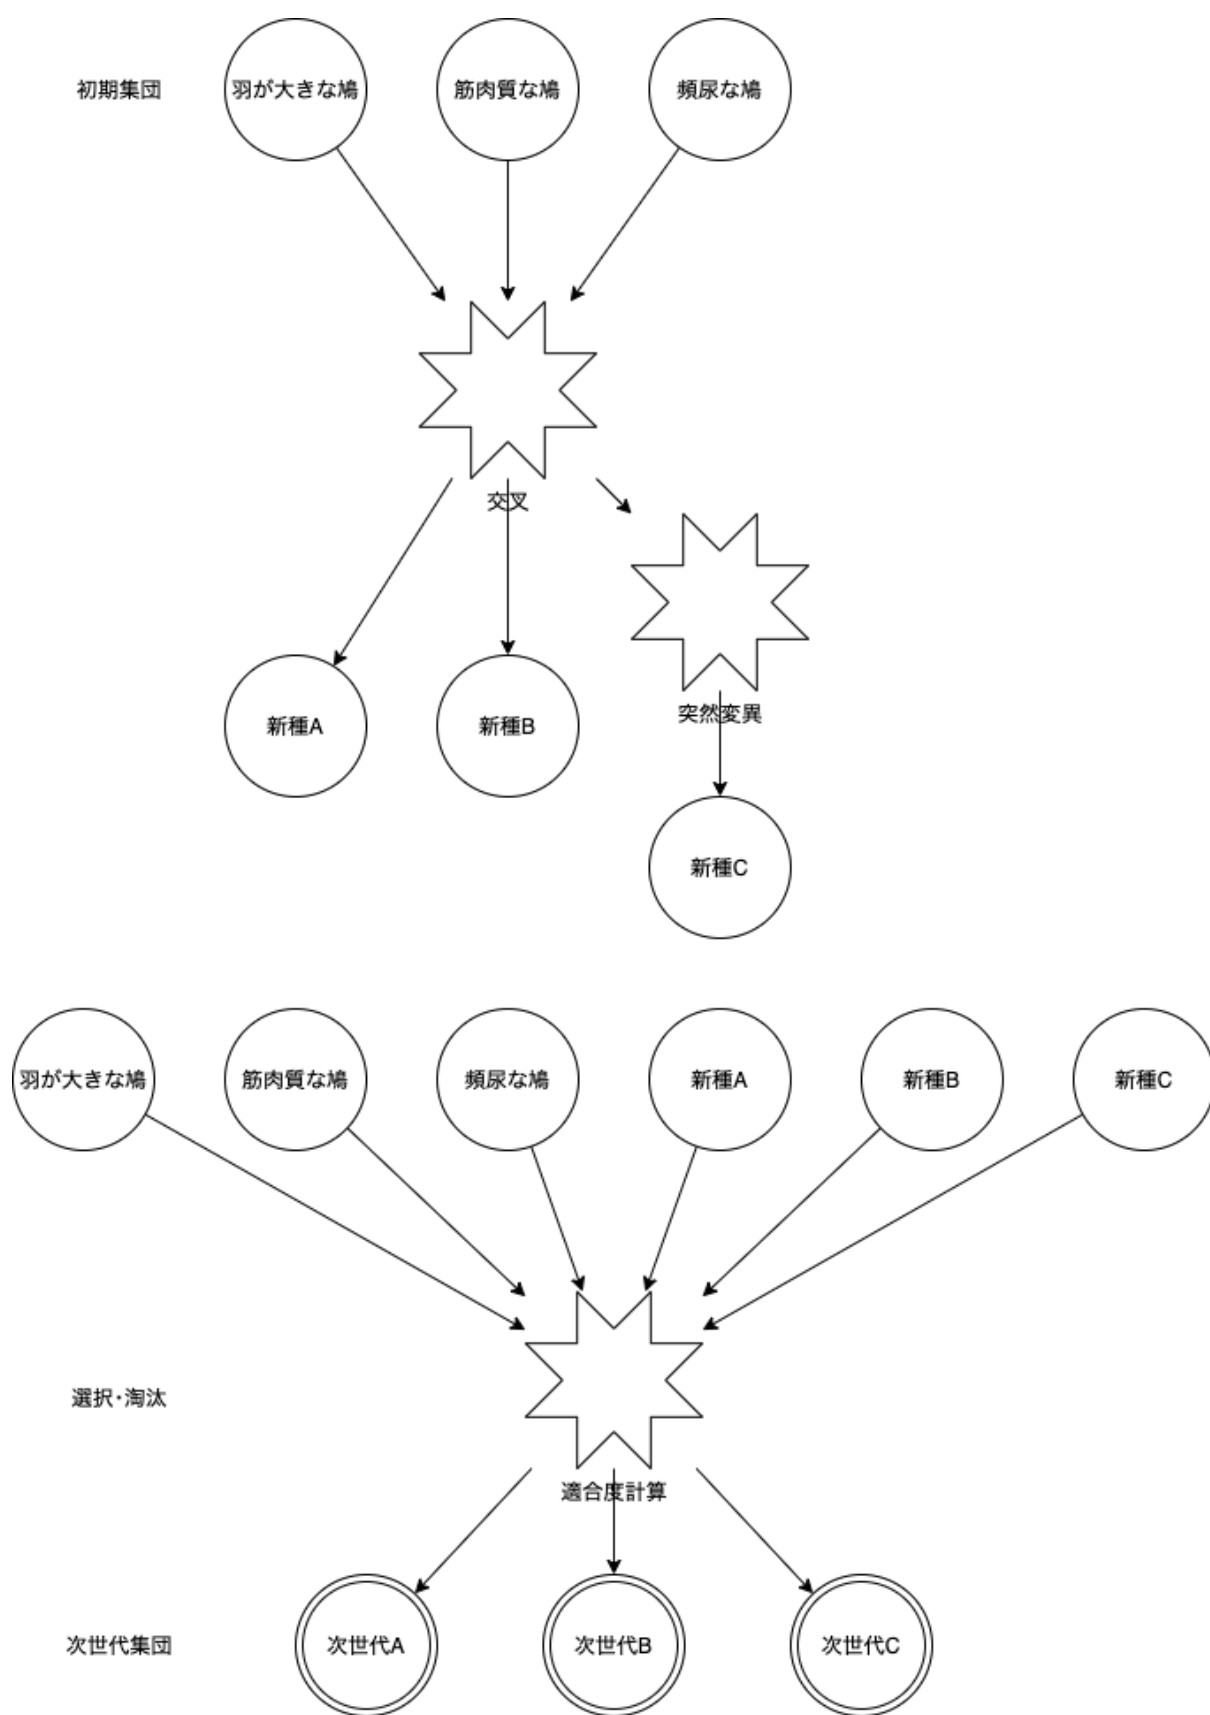 初期集団
羽が大きな鳩
筋肉質な鳩
頻尿な鳩
交叉
突然変異
新種A
新種B
新種C
羽が大きな鳩
筋肉質な鳩
頻尿な鳩
新種A
新種B
新種C
選択・淘汰
適合度計算
次世代集団
次世代A
次世代B
次世代C